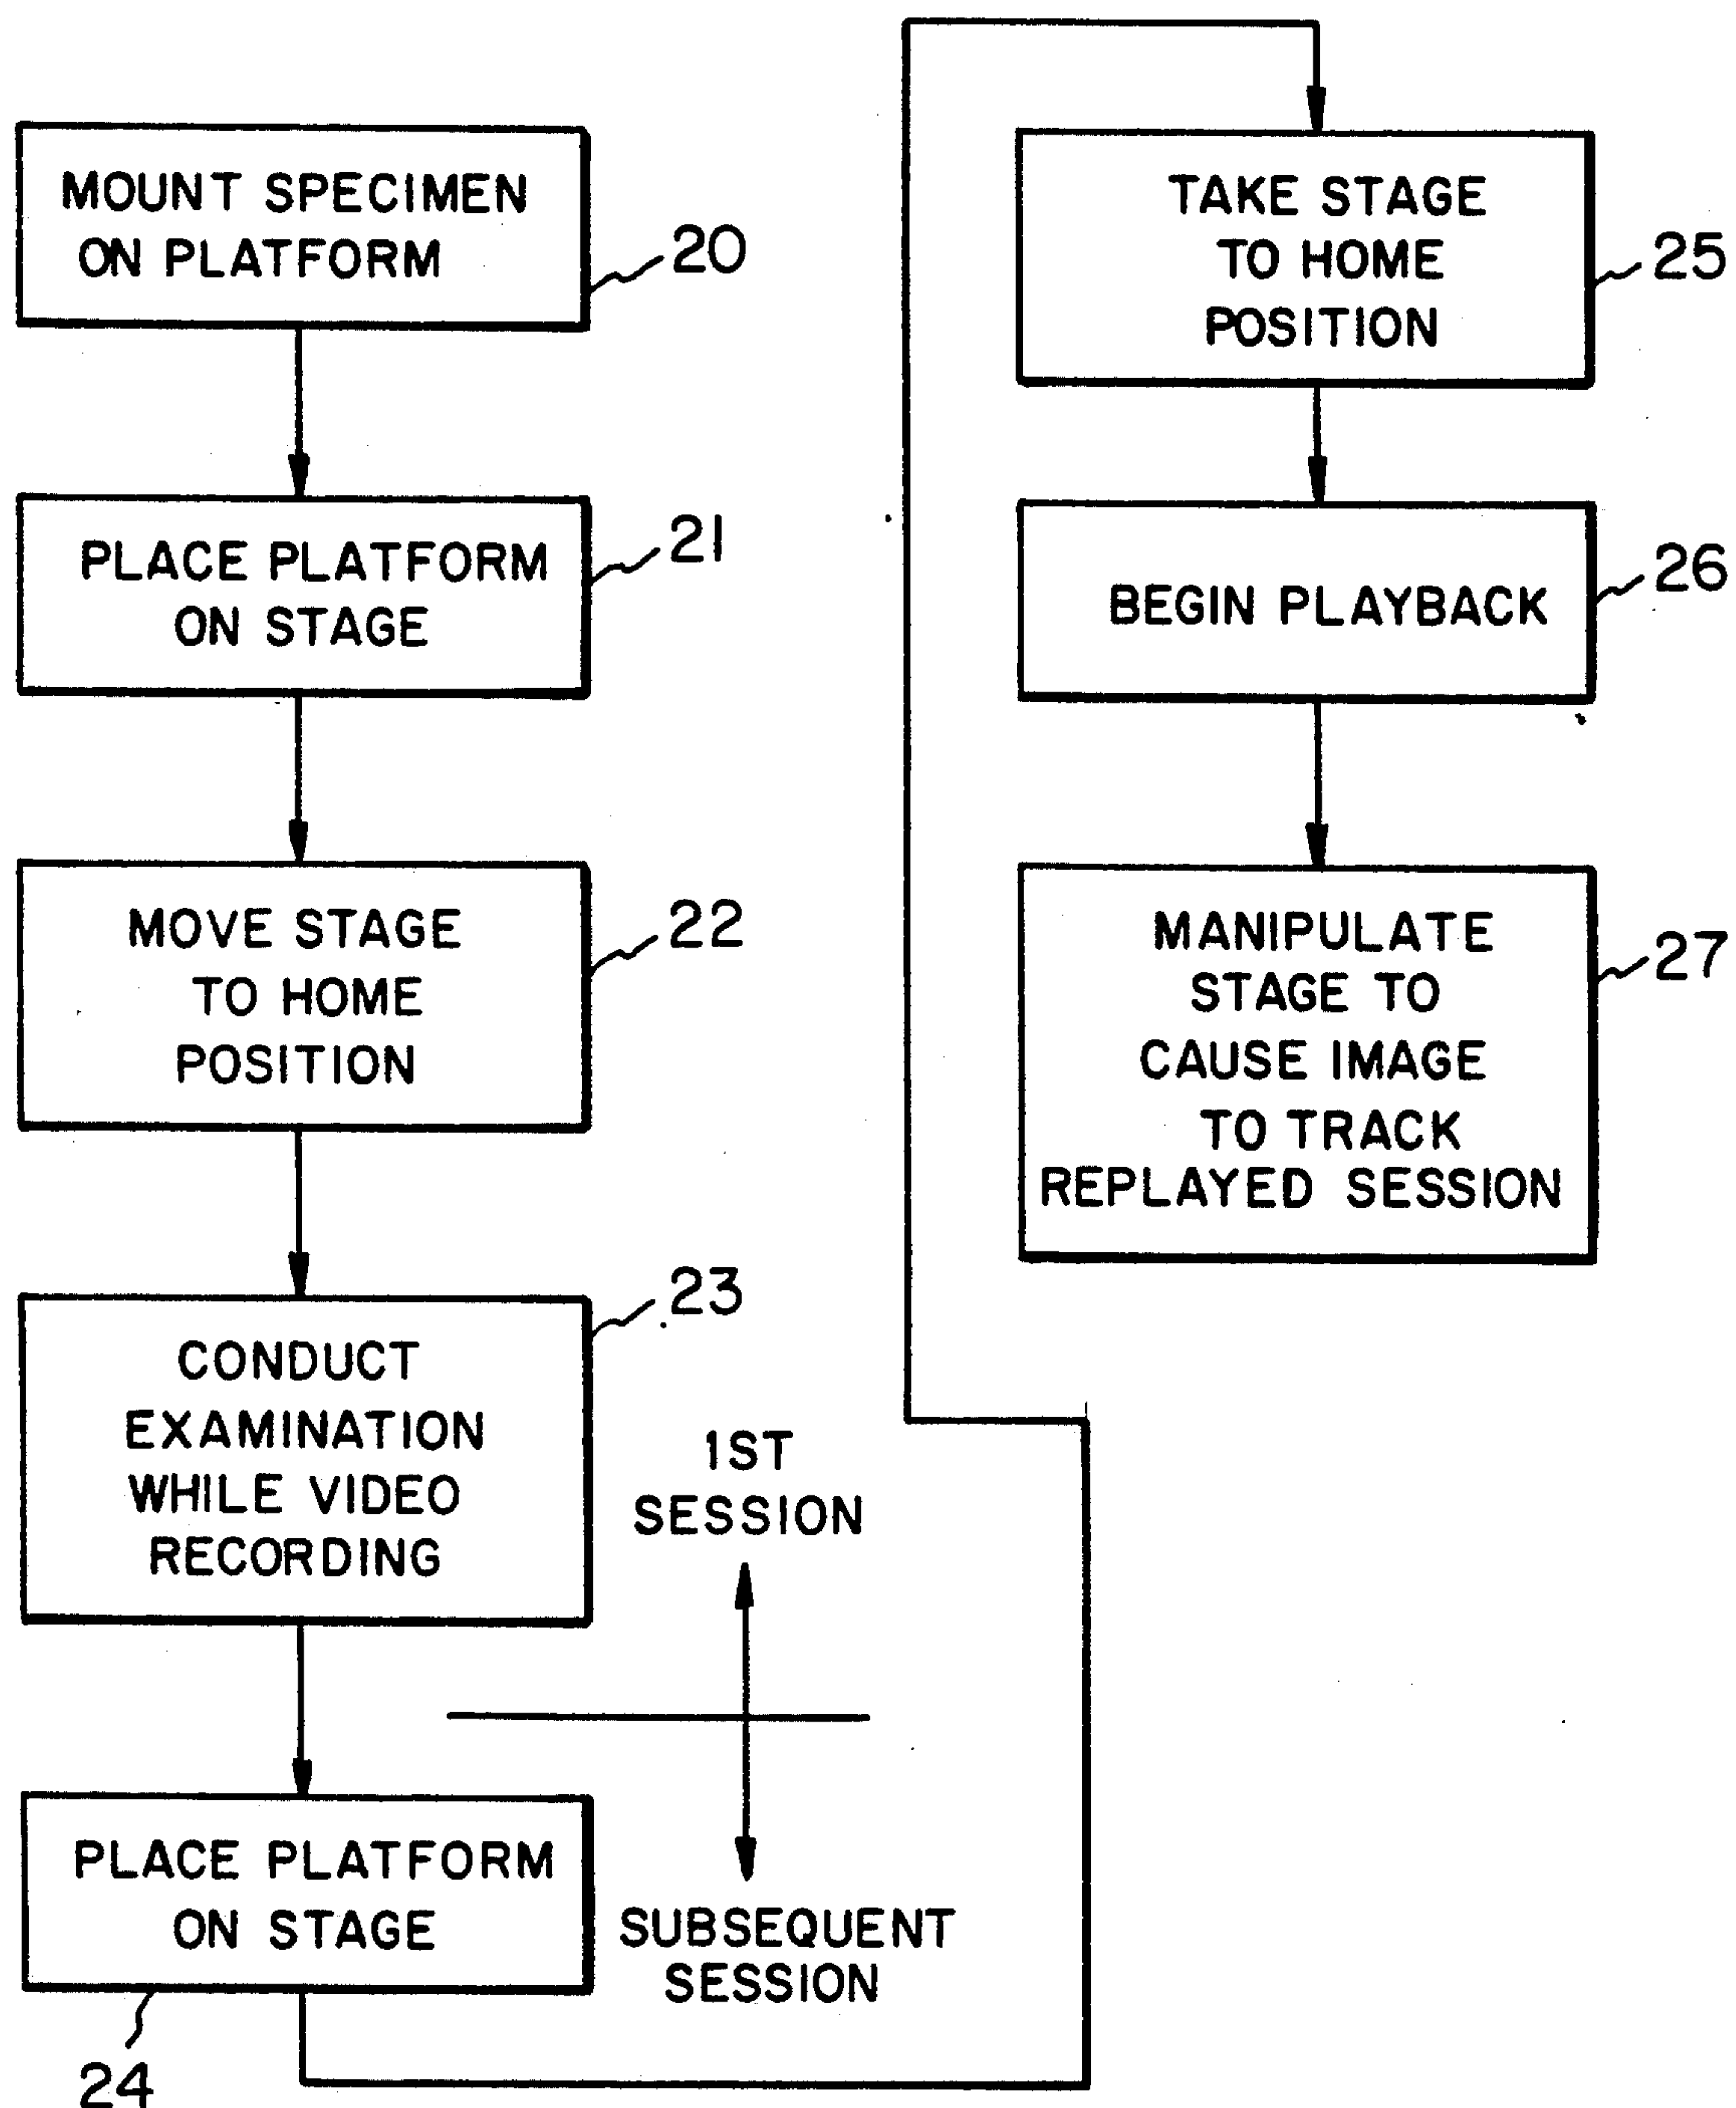 MOUNT SPECIMEN
ON PLATFORM
20
PLACE PLATFORM
ON STAGE
21
MOVE STAGE
TO HOME
POSITION
22
CONDUCT
EXAMINATION
WHILE VIDEO
RECORDING
23
1ST
SESSION
PLACE PLATFORM
ON STAGE
24
SUBSEQUENT
SESSION
TAKE STAGE
TO HOME
POSITION
25
BEGIN PLAYBACK
26
MANIPULATE
STAGE TO
CAUSE IMAGE
TO TRACK
REPLAYED SESSION
27